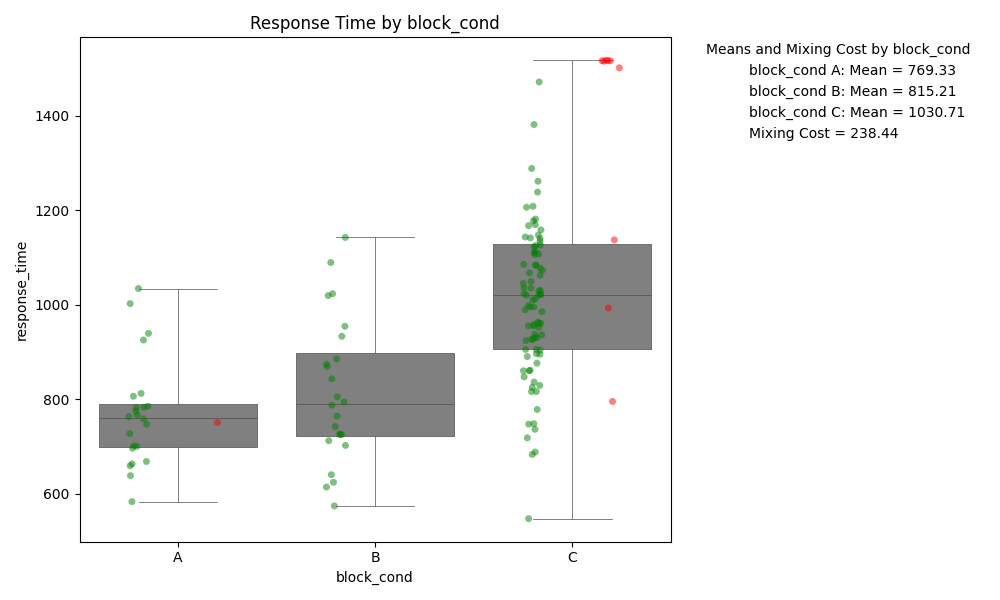 Response Time by block_cond
Means and Mixing Cost by block_cond
block_cond A: Mean = 769.33
block_cond B: Mean = 815.21
block_cond C: Mean = 1030.71
Mixing Cost = 238.44
response_time
1400
1200
1000
800
600
A
B
C
block_cond